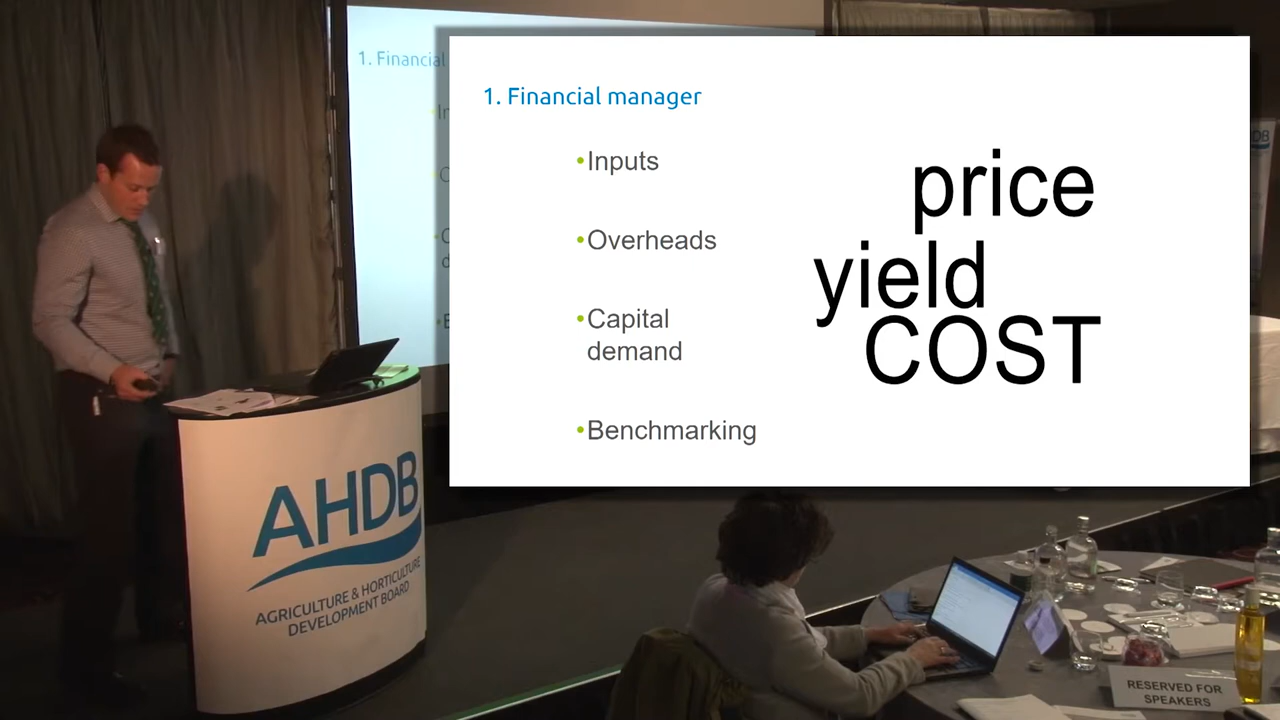 1. Financial
1. Financial manager
•Inputs
•Overheads
•Capital
demand
•Benchmarking
price
yield
COST
AHDB
AGRICULTURE & HORTICULTURE
DEVELOPMENT BOARD
RESERVED FOR
SPEAKERS